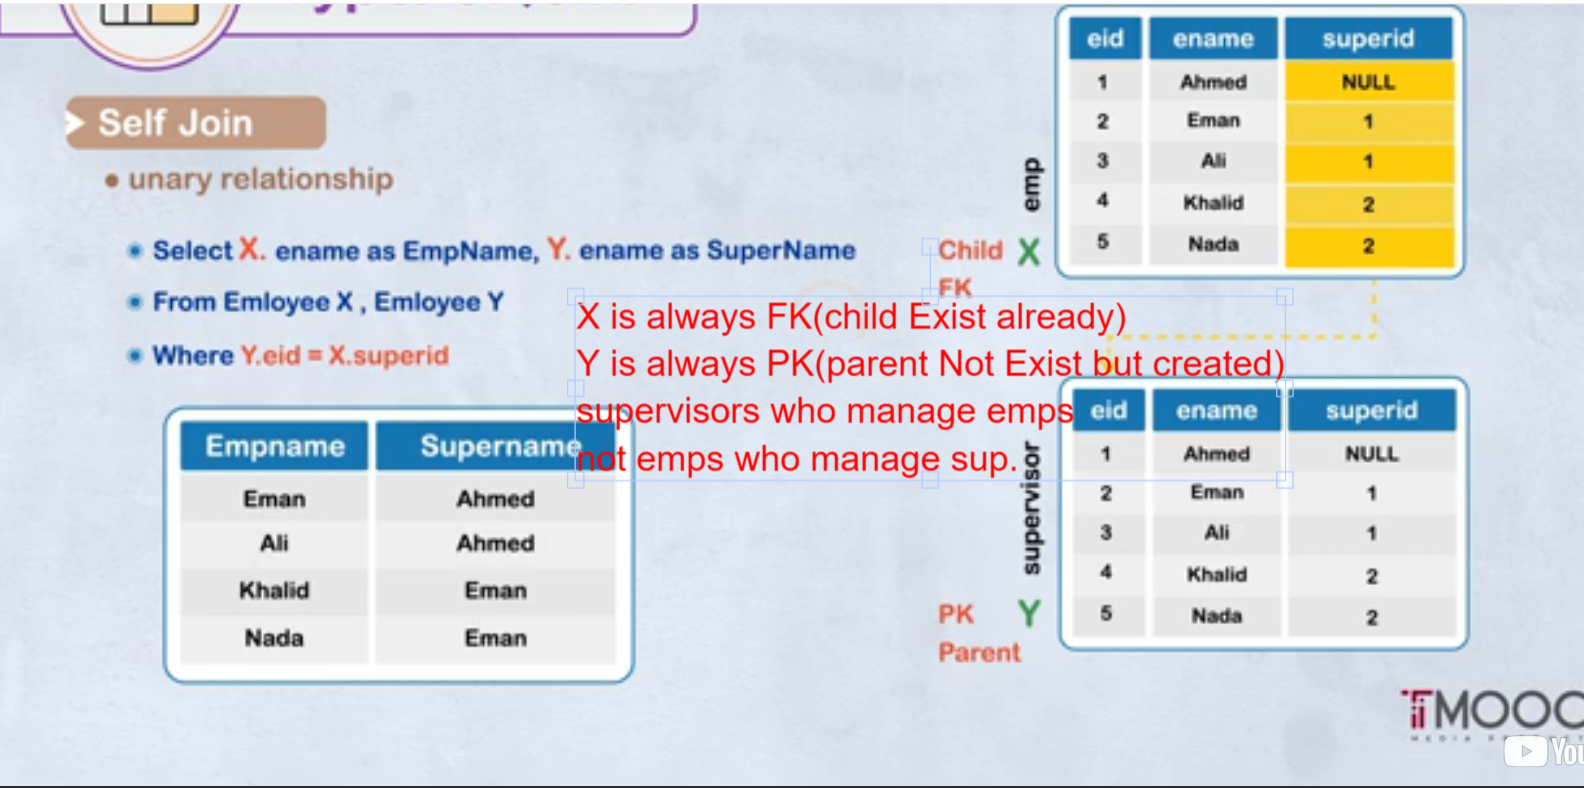 Self Join
• unary relationship
Select X. ename as EmpName, Y. ename as SuperName
From Emloyee X , Emloyee Y
Where Y.eid = X.superid
Empname Supername
Eman Ahmed
Ali Ahmed
Khalid Eman
Nada Eman
X is always FK(child Exist already)
Y is always PK(parent Not Exist but created)
supervisors who manage emps
not emps who manage sup.
Child X
FK
emp
eid ename superid
1 Ahmed NULL
2 Eman 1
3 Ali 1
4 Khalid 2
5 Nada 2
supervisor
PK Y
Parent
eid ename superid
1 Ahmed NULL
2 Eman 1
3 Ali 1
4 Khalid 2
5 Nada 2
MOOC
You